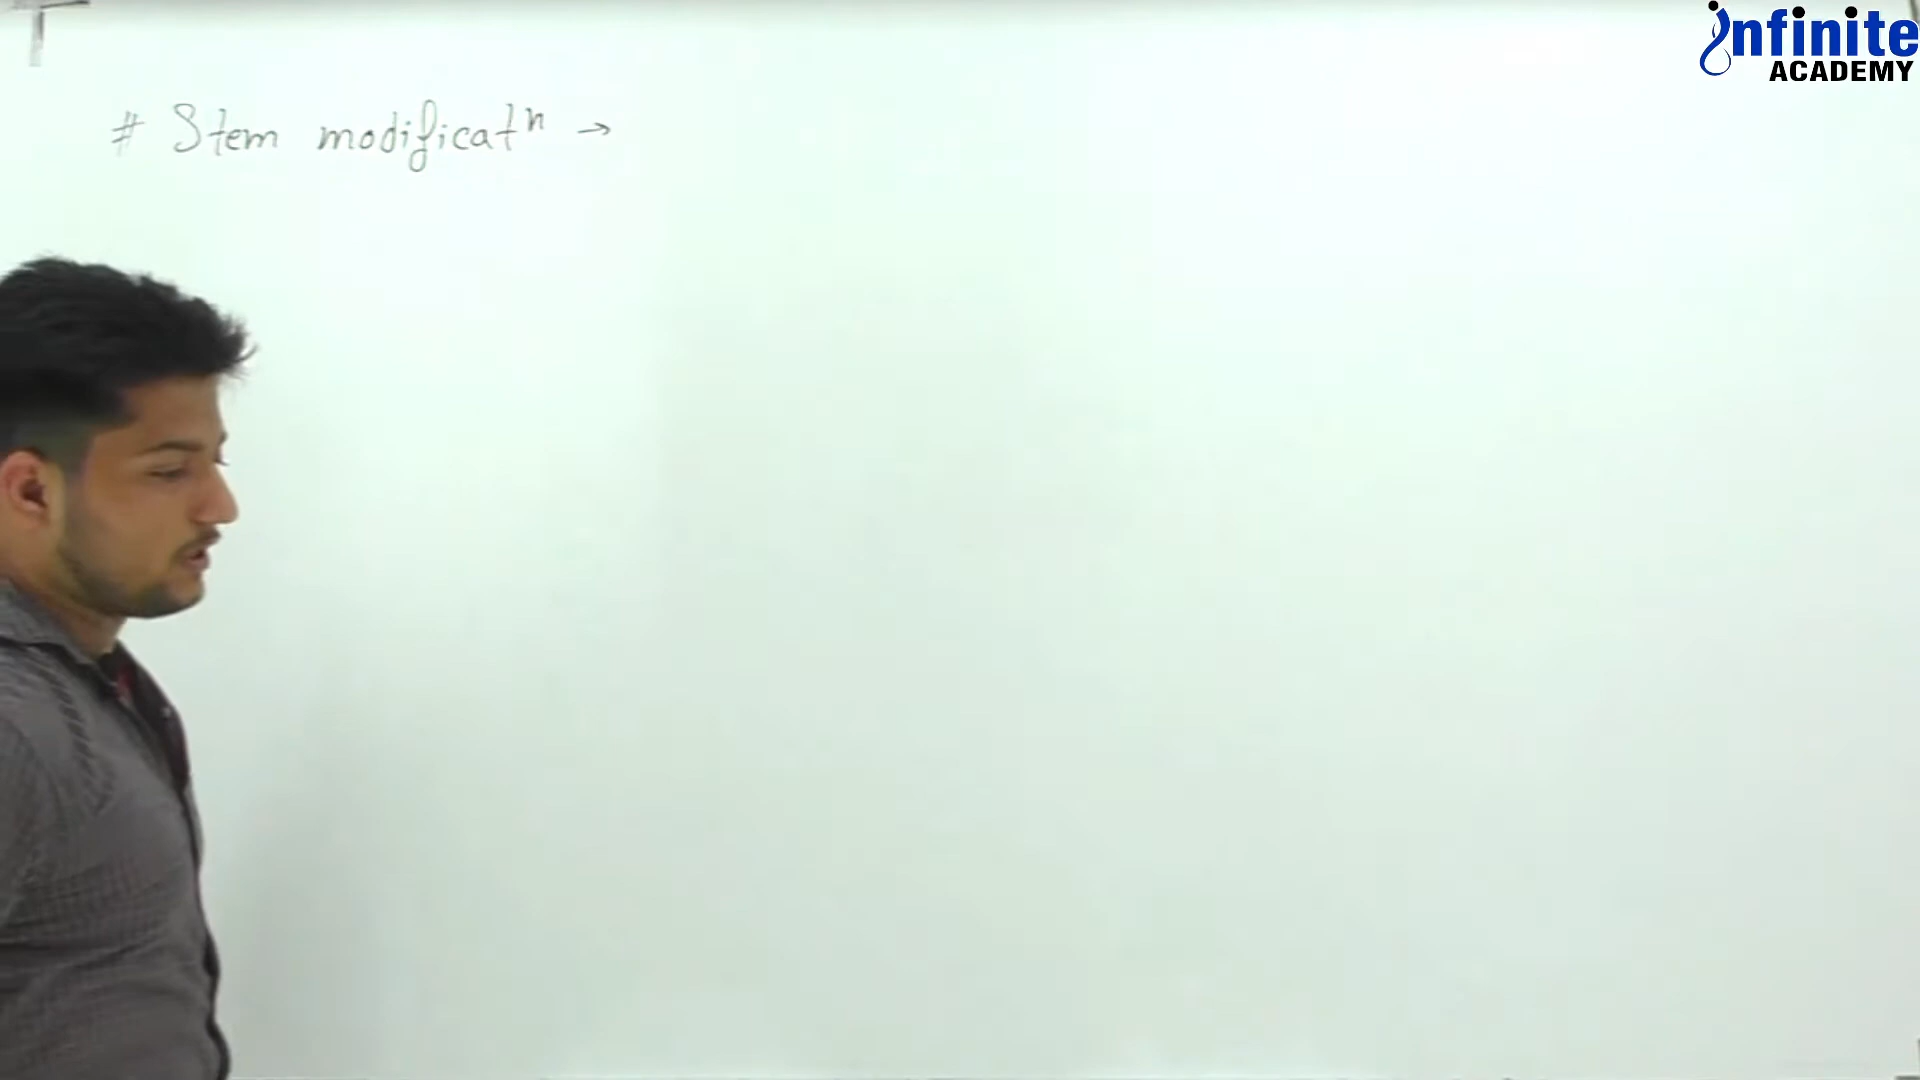 infinite
ACADEMY
# Stem modificatⁿ →